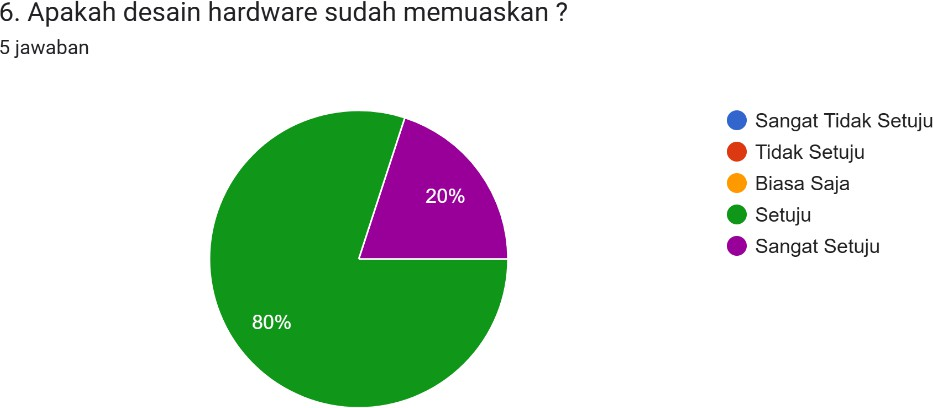 6. Apakah desain hardware sudah memuaskan ?
5 jawaban
Sangat Tidak Setuju
Tidak Setuju
Biasa Saja
Setuju
Sangat Setuju
20%
80%